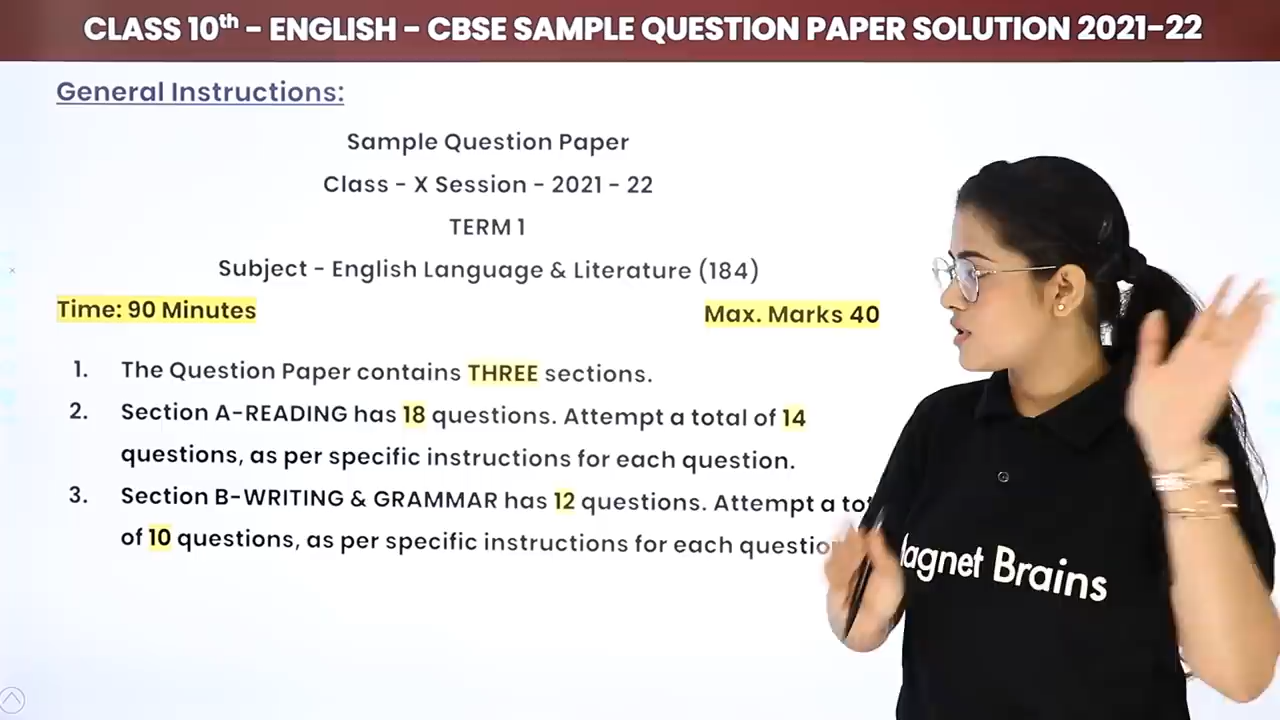 CLASS 10th - ENGLISH - CBSE SAMPLE QUESTION PAPER SOLUTION 2021-22
General Instructions:
Sample Question Paper
Class - X Session - 2021 - 22
TERM 1
Subject - English Language & Literature (184)
Time: 90 Minutes
Max. Marks 40
1. The Question Paper contains THREE sections.
2. Section A-READING has 18 questions. Attempt a total of 14
questions, as per specific instructions for each question.
3. Section B-WRITING & GRAMMAR has 12 questions. Attempt a
of 10 questions, as per specific instructions for each
Brains